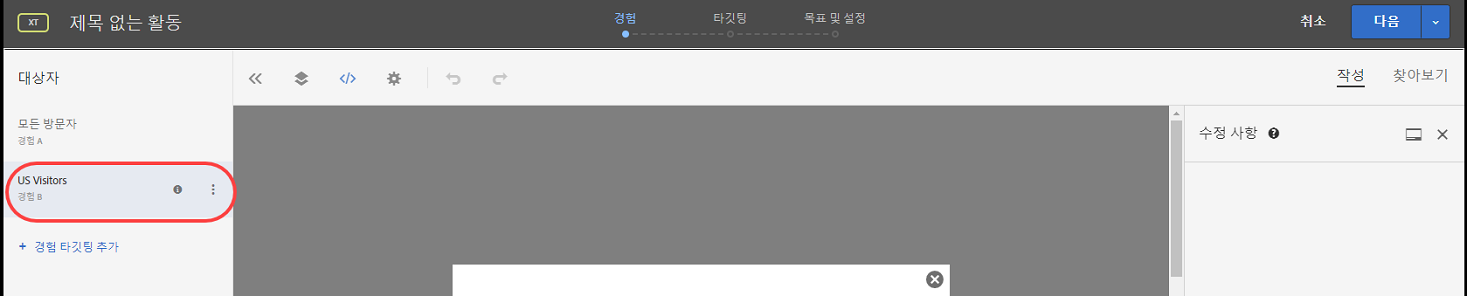 XT 제목 없는 활동 경험 타깃팅 목표 및 설정 취소 다음
대상자 </> 작성 찾아보기
모든 방문자
경험 A
수정 사항 ?
US Visitors
경험 B
+ 경험 타깃팅 추가